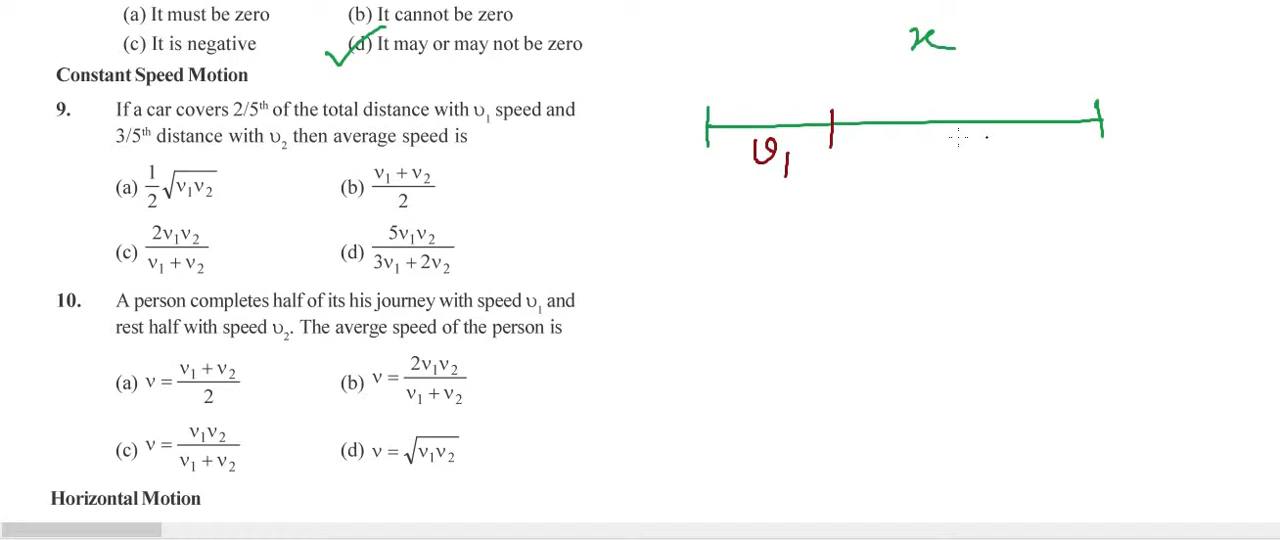 (a) It must be zero (b) It cannot be zero
(c) It is negative (d) It may or may not be zero
x
Constant Speed Motion
9. If a car covers 2/5th of the total distance with υ1 speed and
3/5th distance with υ2 then average speed is
υ1
(a) 1/2 √v1v2 (b) v1 + v2 / 2
(c) 2v1v2 / v1 + v2 (d) 5v1v2 / 3v1 + 2v2
10. A person completes half of its his journey with speed υ1 and
rest half with speed υ2. The averge speed of the person is
(a) v = v1 + v2 / 2 (b) v = 2v1v2 / v1 + v2
(c) v = v1v2 / v1 + v2 (d) v = √v1v2
Horizontal Motion